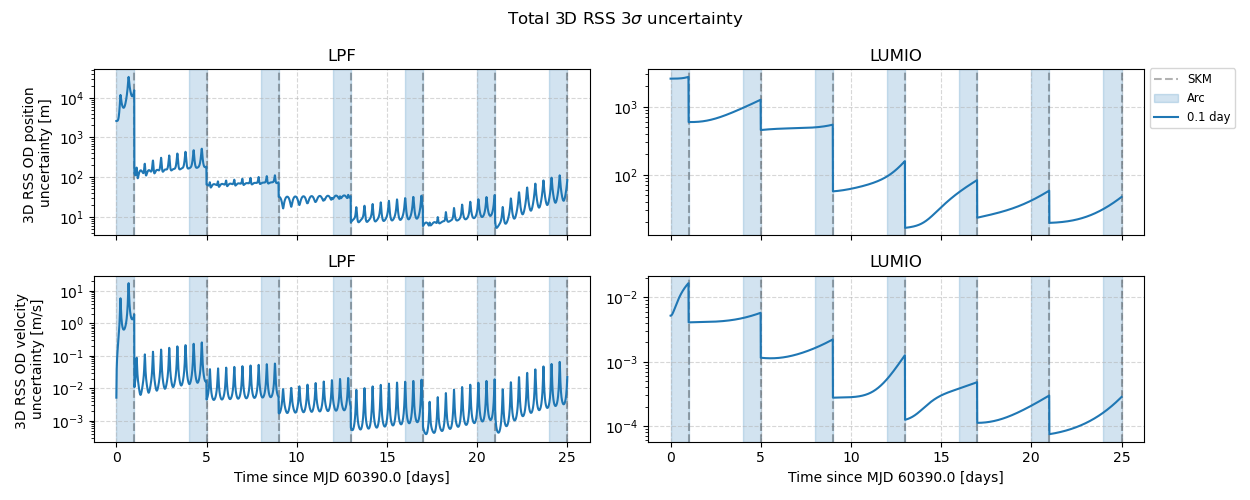 Total 3D RSS 3σ uncertainty
LPF
3D RSS OD position
uncertainty [m]
10⁴
10³
10²
10¹
LUMIO
10³
10²
SKM
Arc
0.1 day
LPF
3D RSS OD velocity
uncertainty [m/s]
10¹
10⁰
10⁻¹
10⁻²
10⁻³
0 5 10 15 20 25
Time since MJD 60390.0 [days]
LUMIO
10⁻²
10⁻³
10⁻⁴
0 5 10 15 20 25
Time since MJD 60390.0 [days]